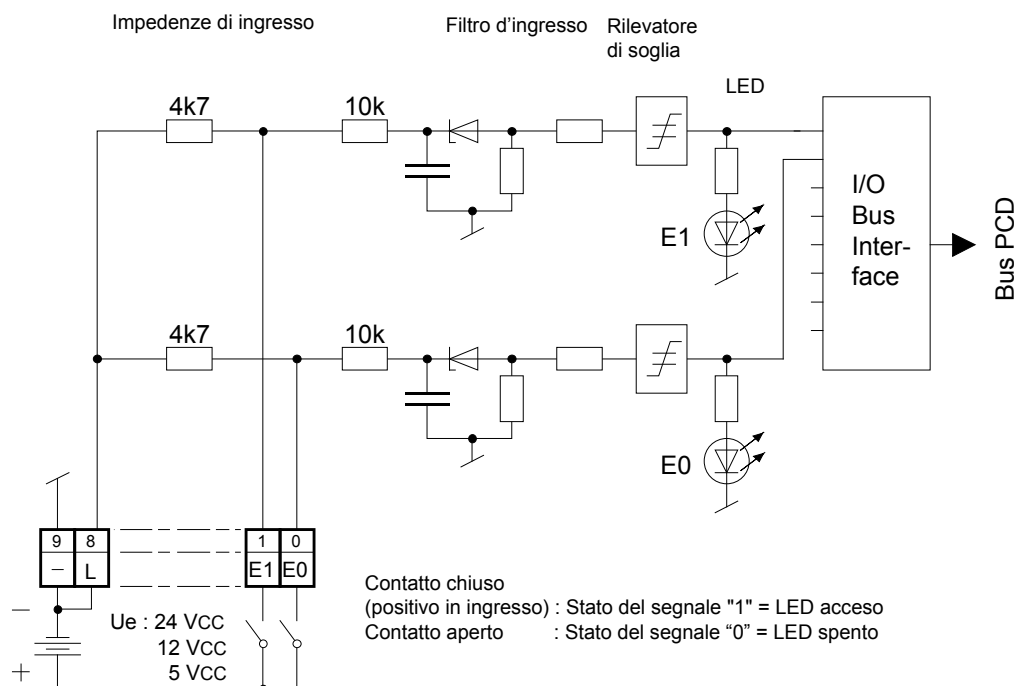 Impedenze di ingresso
Filtro d'ingresso
Rilevatore
di soglia
LED
4k7
10k
E1
I/O
Bus
Inter-
face
Bus PCD
4k7
10k
E0
9 8
1 0
– L
E1 E0
–
+
Ue : 24 VCC
12 VCC
5 VCC
Contatto chiuso
(positivo in ingresso) : Stato del segnale "1" = LED acceso
Contatto aperto : Stato del segnale “0” = LED spento